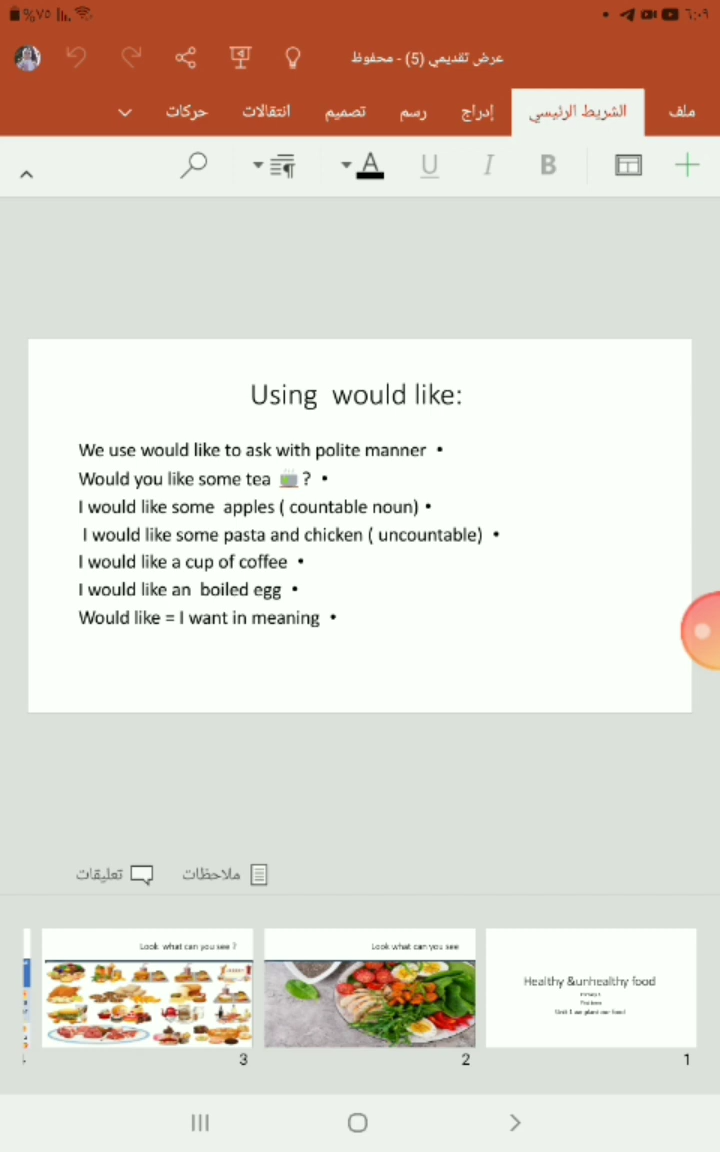 %٧٥ ٦:٠٩
عرض تقديمي (5) - محفوظ
ملف الشريط الرئيسي إدراج رسم تصميم انتقالات حركات
A U I B
Using would like:
We use would like to ask with polite manner •
Would you like some tea 🍵 ? •
I would like some apples ( countable noun) •
I would like some pasta and chicken ( uncountable) •
I would like a cup of coffee •
I would like an boiled egg •
Would like = I want in meaning •
ملاحظات تعليقات
Healthy &unhealthy food
1
Look what can you see
2
Look what can you see ?
3